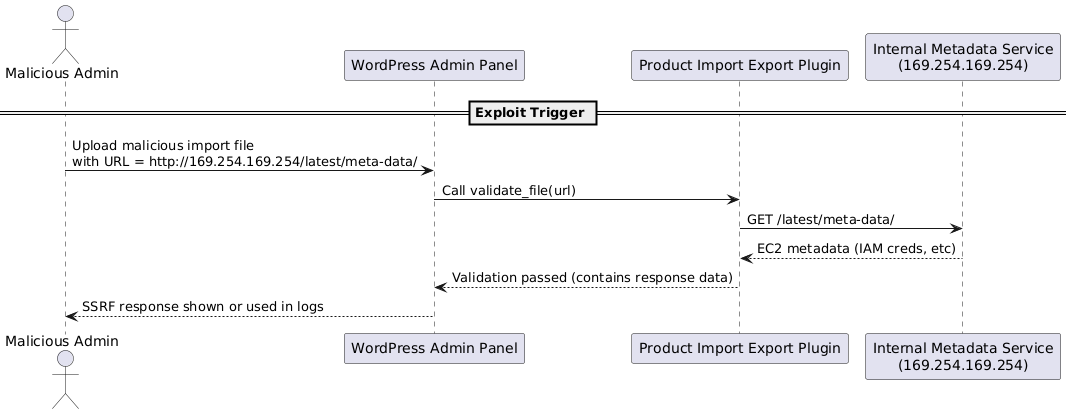 Malicious Admin
WordPress Admin Panel
Product Import Export Plugin
Internal Metadata Service
(169.254.169.254)
Exploit Trigger
Upload malicious import file
with URL = http://169.254.169.254/latest/meta-data/
Call validate_file(url)
GET /latest/meta-data/
EC2 metadata (IAM creds, etc)
Validation passed (contains response data)
SSRF response shown or used in logs
Malicious Admin
WordPress Admin Panel
Product Import Export Plugin
Internal Metadata Service
(169.254.169.254)